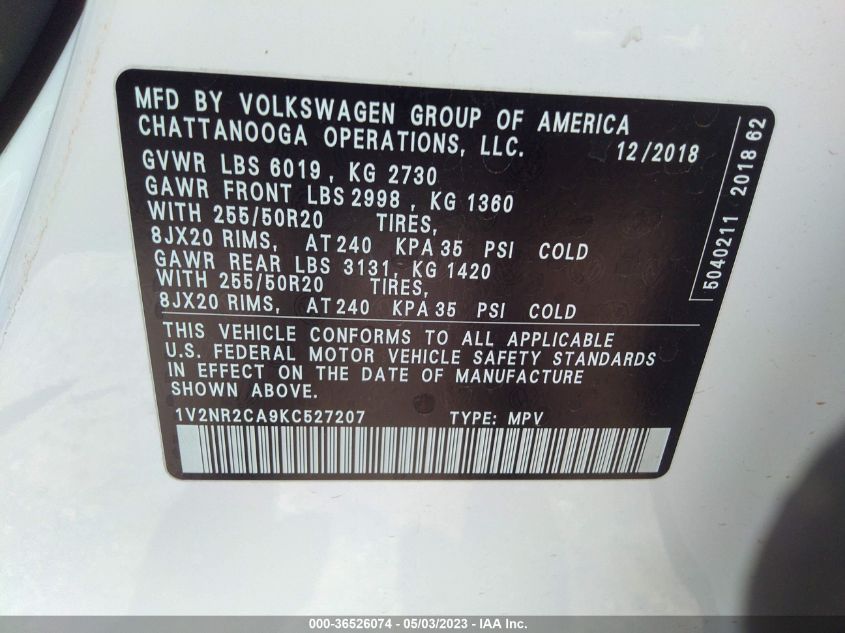 MFD BY VOLKSWAGEN GROUP OF AMERICA
CHATTANOOGA OPERATIONS, LLC. 12/2018
GVWR LBS 6019, KG 2730
GAWR FRONT LBS 2998, KG 1360
WITH 255/50R20 TIRES,
8JX20 RIMS, AT 240 KPA 35 PSI COLD
GAWR REAR LBS 3131, KG 1420
WITH 255/50R20 TIRES,
8JX20 RIMS, AT 240 KPA 35 PSI COLD
THIS VEHICLE CONFORMS TO ALL APPLICABLE
U.S. FEDERAL MOTOR VEHICLE SAFETY STANDARDS
IN EFFECT ON THE DATE OF MANUFACTURE
SHOWN ABOVE.
1V2NR2CA9KC527207 TYPE: MPV
5040211 2018 62
000-36526074 - 05/03/2023 - IAA Inc.